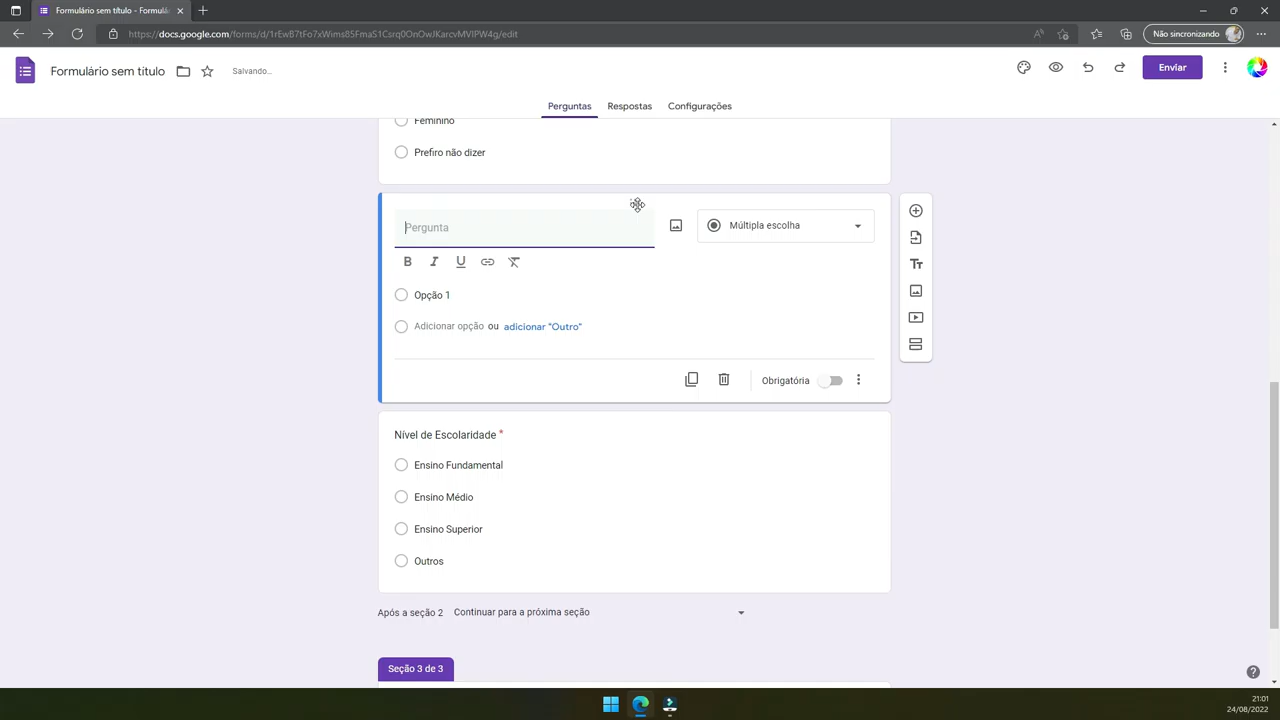 Formulário sem título - Formulá
https://docs.google.com/forms/d/1rEwB7tFo7xWims85FmaS1Csrq0OnOwJKarcvMVIPW4g/edit
Não sincronizando
Formulário sem título
Salvando...
Enviar
Perguntas
Respostas
Configurações
Feminino
Prefiro não dizer
Pergunta
Múltipla escolha
B I U
Opção 1
Adicionar opção ou adicionar "Outro"
Obrigatória
Nível de Escolaridade *
Ensino Fundamental
Ensino Médio
Ensino Superior
Outros
Após a seção 2 Continuar para a próxima seção
Seção 3 de 3
21:01
24/08/2022